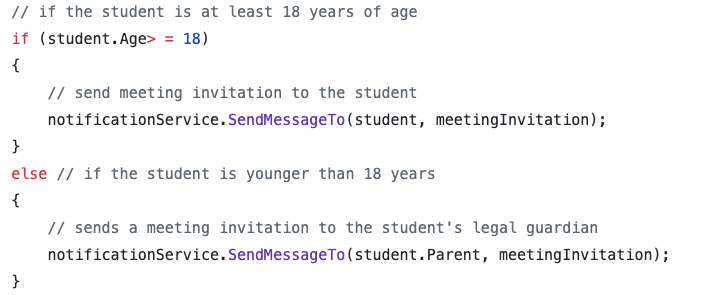 // if the student is at least 18 years of age
if (student.Age> = 18)
{
// send meeting invitation to the student
notificationService.SendMessageTo(student, meetingInvitation);
}
else // if the student is younger than 18 years
{
// sends a meeting invitation to the student's legal guardian
notificationService.SendMessageTo(student.Parent, meetingInvitation);
}